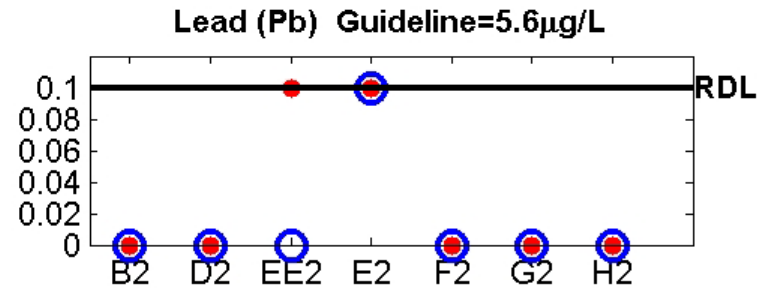 Lead (Pb) Guideline=5.6µg/L
0.1
RDL
0.08
0.06
0.04
0.02
0
B2 D2 EE2 E2 F2 G2 H2